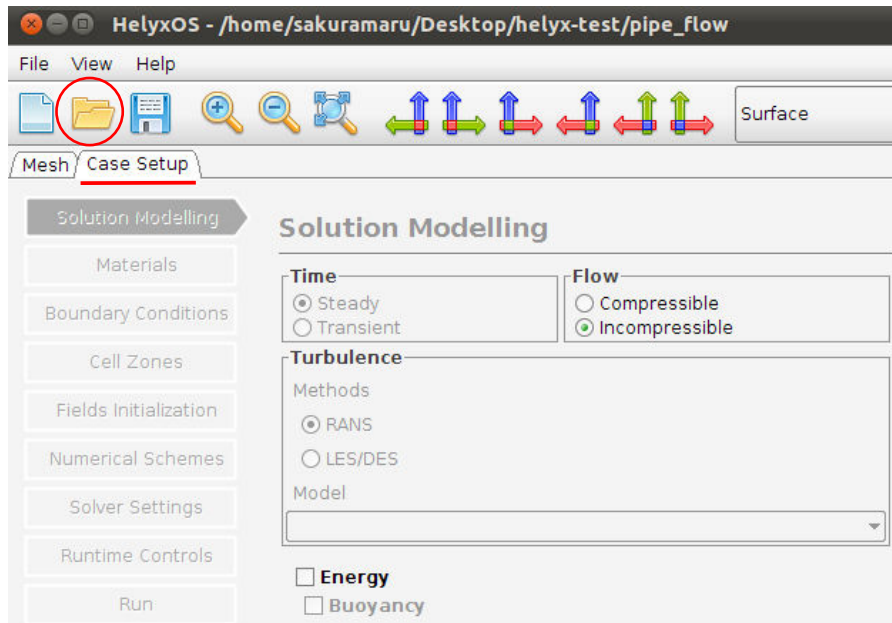 HelyxOS - /home/sakuramaru/Desktop/helyx-test/pipe_flow
File View Help
Surface
Mesh Case Setup
Solution Modelling
Materials
Boundary Conditions
Cell Zones
Fields Initialization
Numerical Schemes
Solver Settings
Runtime Controls
Run
Solution Modelling
Time
Steady
Transient
Flow
Compressible
Incompressible
Turbulence
Methods
RANS
LES/DES
Model
Energy
Buoyancy